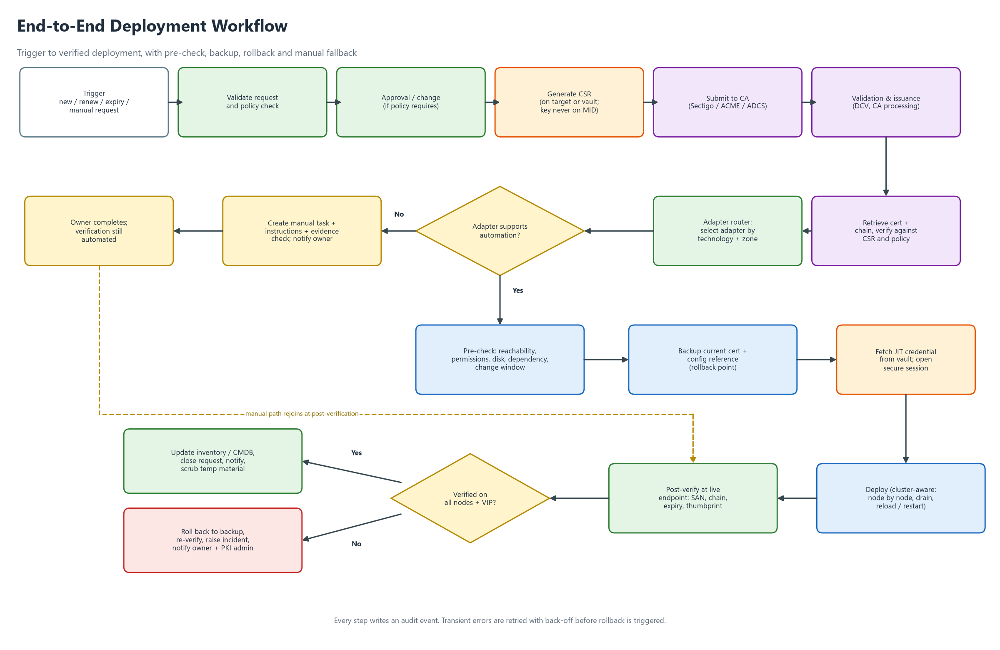 End-to-End Deployment Workflow
Trigger to verified deployment, with pre-check, backup, rollback and manual fallback
Trigger
new / renew / expiry /
manual request
Validate request
and policy check
Approval / change
(if policy requires)
Generate CSR
(on target or vault;
key never on MID)
Submit to CA
(Sectigo / ACME / ADCS)
Validation & issuance
(DCV, CA processing)
Retrieve cert +
chain, verify against
CSR and policy
Adapter router:
select adapter by
technology + zone
Adapter supports
automation?
No
Create manual task +
instructions + evidence
check; notify owner
Owner completes;
verification still
automated
Yes
Pre-check: reachability,
permissions, disk, dependency,
change window
Backup current cert +
config reference
(rollback point)
Fetch JIT credential
from vault; open
secure session
manual path rejoins at post-verification
Deploy (cluster-aware:
node by node, drain,
reload / restart)
Post-verify at live
endpoint: SAN, chain,
expiry, thumbprint
Verified on
all nodes + VIP?
Yes
Update inventory / CMDB,
close request, notify,
scrub temp material
No
Roll back to backup,
re-verify, raise incident,
notify owner + PKI admin
Every step writes an audit event. Transient errors are retried with back-off before rollback is triggered.